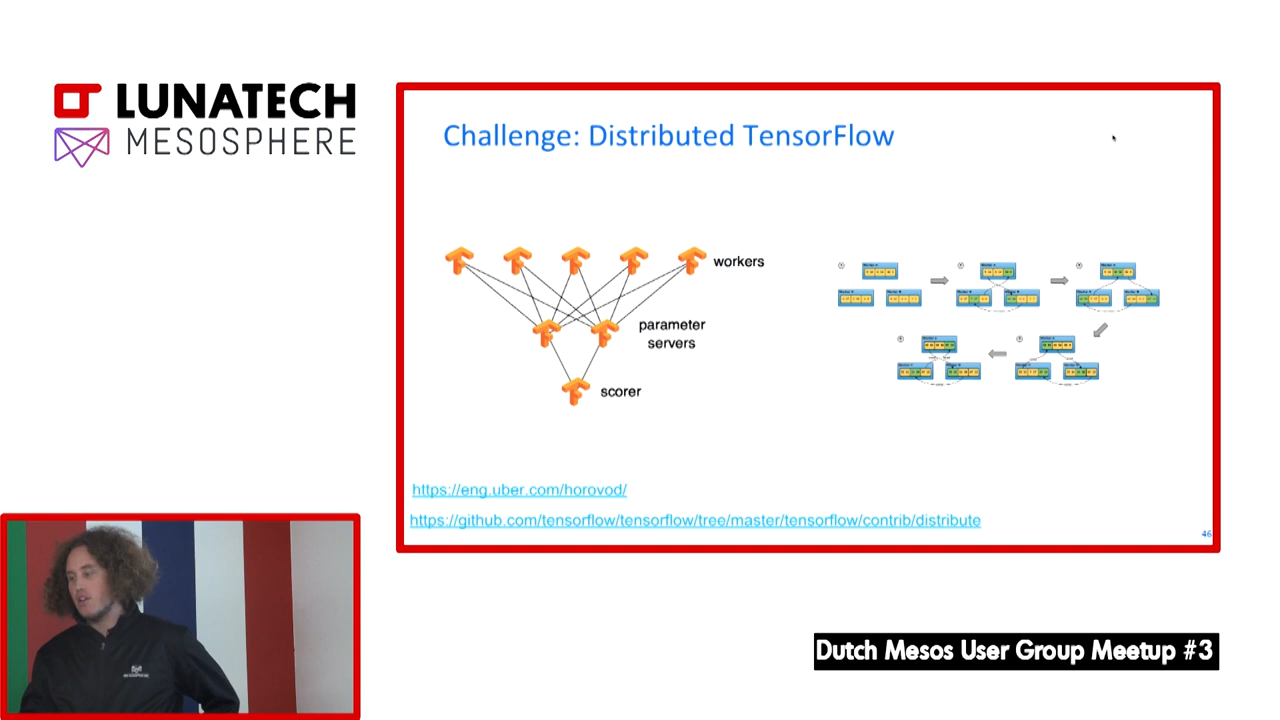 LUNATECH
MESOSPHERE
Challenge: Distributed TensorFlow
workers
parameter
servers
scorer
https://eng.uber.com/horovod/
https://github.com/tensorflow/tensorflow/tree/master/tensorflow/contrib/distribute
46
Dutch Mesos User Group Meetup #3